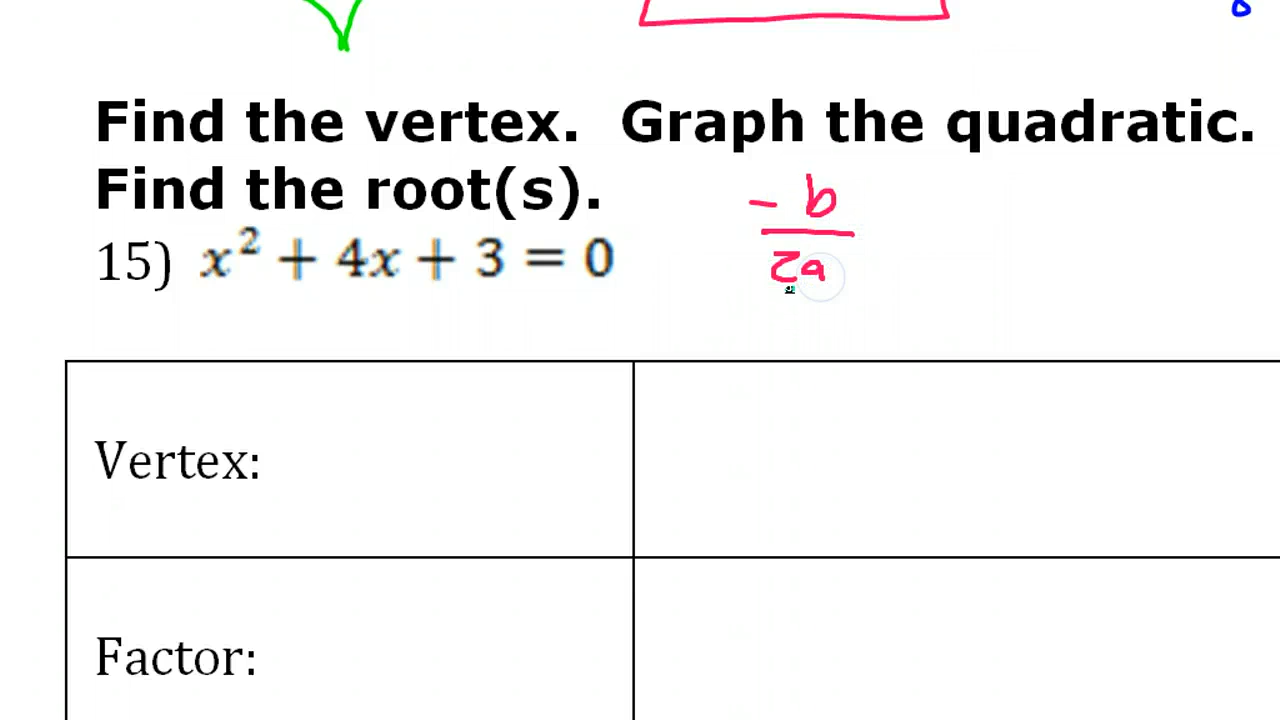 Find the vertex.  Graph the quadratic.
Find the root(s).
15) x² + 4x + 3 = 0
- b
2a
Vertex:
Factor: